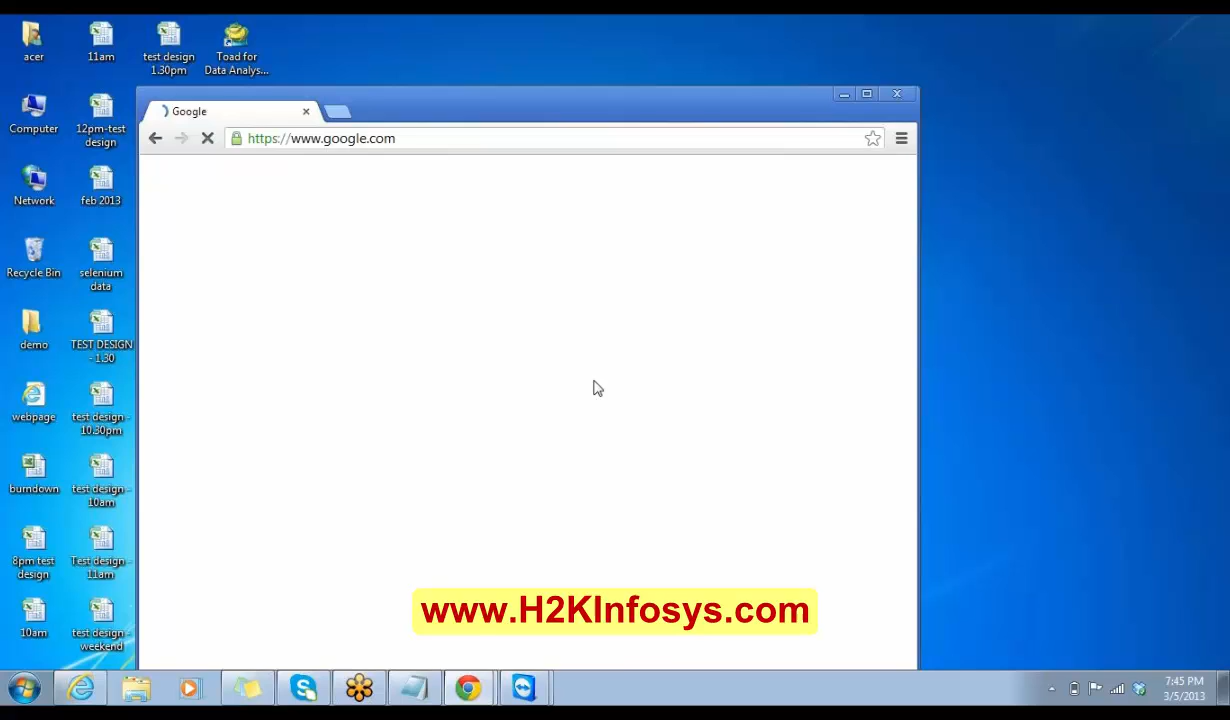 acer
11am
test design
1.30pm
Toad for
Data Analys...
Google
https://www.google.com
Computer
12pm-test
design
Network
feb 2013
Recycle Bin
selenium
data
demo
TEST DESIGN
- 1.30
webpage
test design -
10.30pm
burndown
test design -
10am
8pm test
design
Test design -
11am
10am
test design -
weekend
www.H2KInfosys.com
7:45 PM
3/5/2013